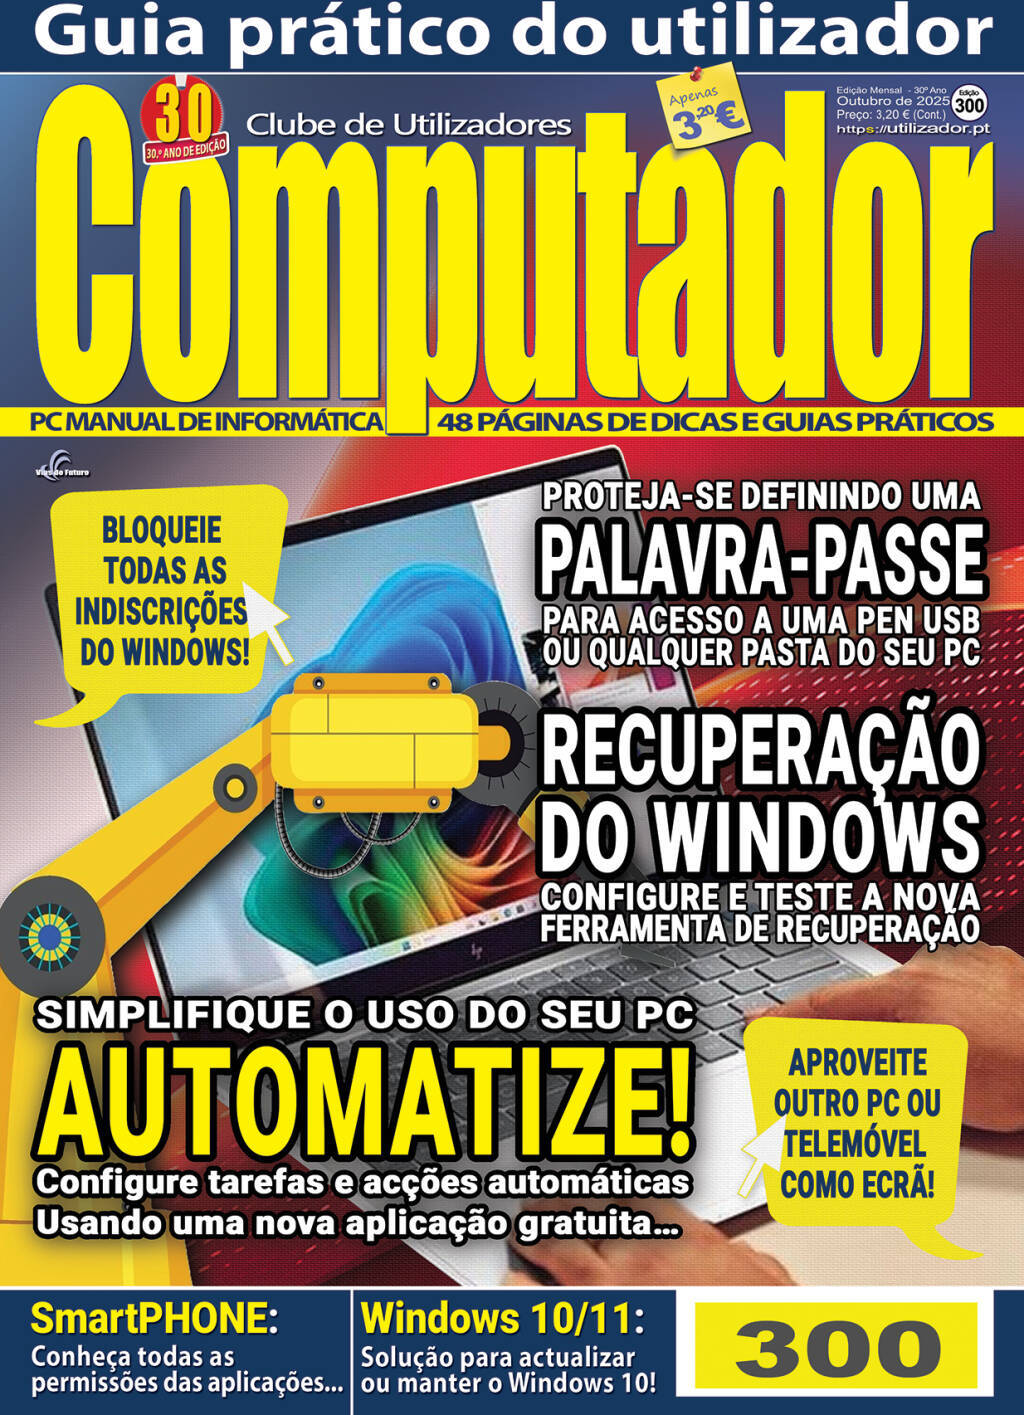 Guia prático do utilizador
30
30.º ANO DE EDIÇÃO
Clube de Utilizadores
Apenas
3,20 €
Edição Mensal - 30º Ano
Outubro de 2025
Preço: 3,20 € (Cont.)
https://utilizador.pt
Edição
300
Computador
PC MANUAL DE INFORMÁTICA
48 PÁGINAS DE DICAS E GUIAS PRÁTICOS
Vias do Futuro
BLOQUEIE
TODAS AS
INDISCRIÇÕES
DO WINDOWS!
PROTEJA-SE DEFININDO UMA
PALAVRA-PASSE
PARA ACESSO A UMA PEN USB
OU QUALQUER PASTA DO SEU PC
RECUPERAÇÃO
DO WINDOWS
CONFIGURE E TESTE A NOVA
FERRAMENTA DE RECUPERAÇÃO
hp
SIMPLIFIQUE O USO DO SEU PC
AUTOMATIZE!
Configure tarefas e acções automáticas
Usando uma nova aplicação gratuita...
APROVEITE
OUTRO PC OU
TELEMÓVEL
COMO ECRÃ!
SmartPHONE:
Conheça todas as
permissões das aplicações...
Windows 10/11:
Solução para actualizar
ou manter o Windows 10!
300